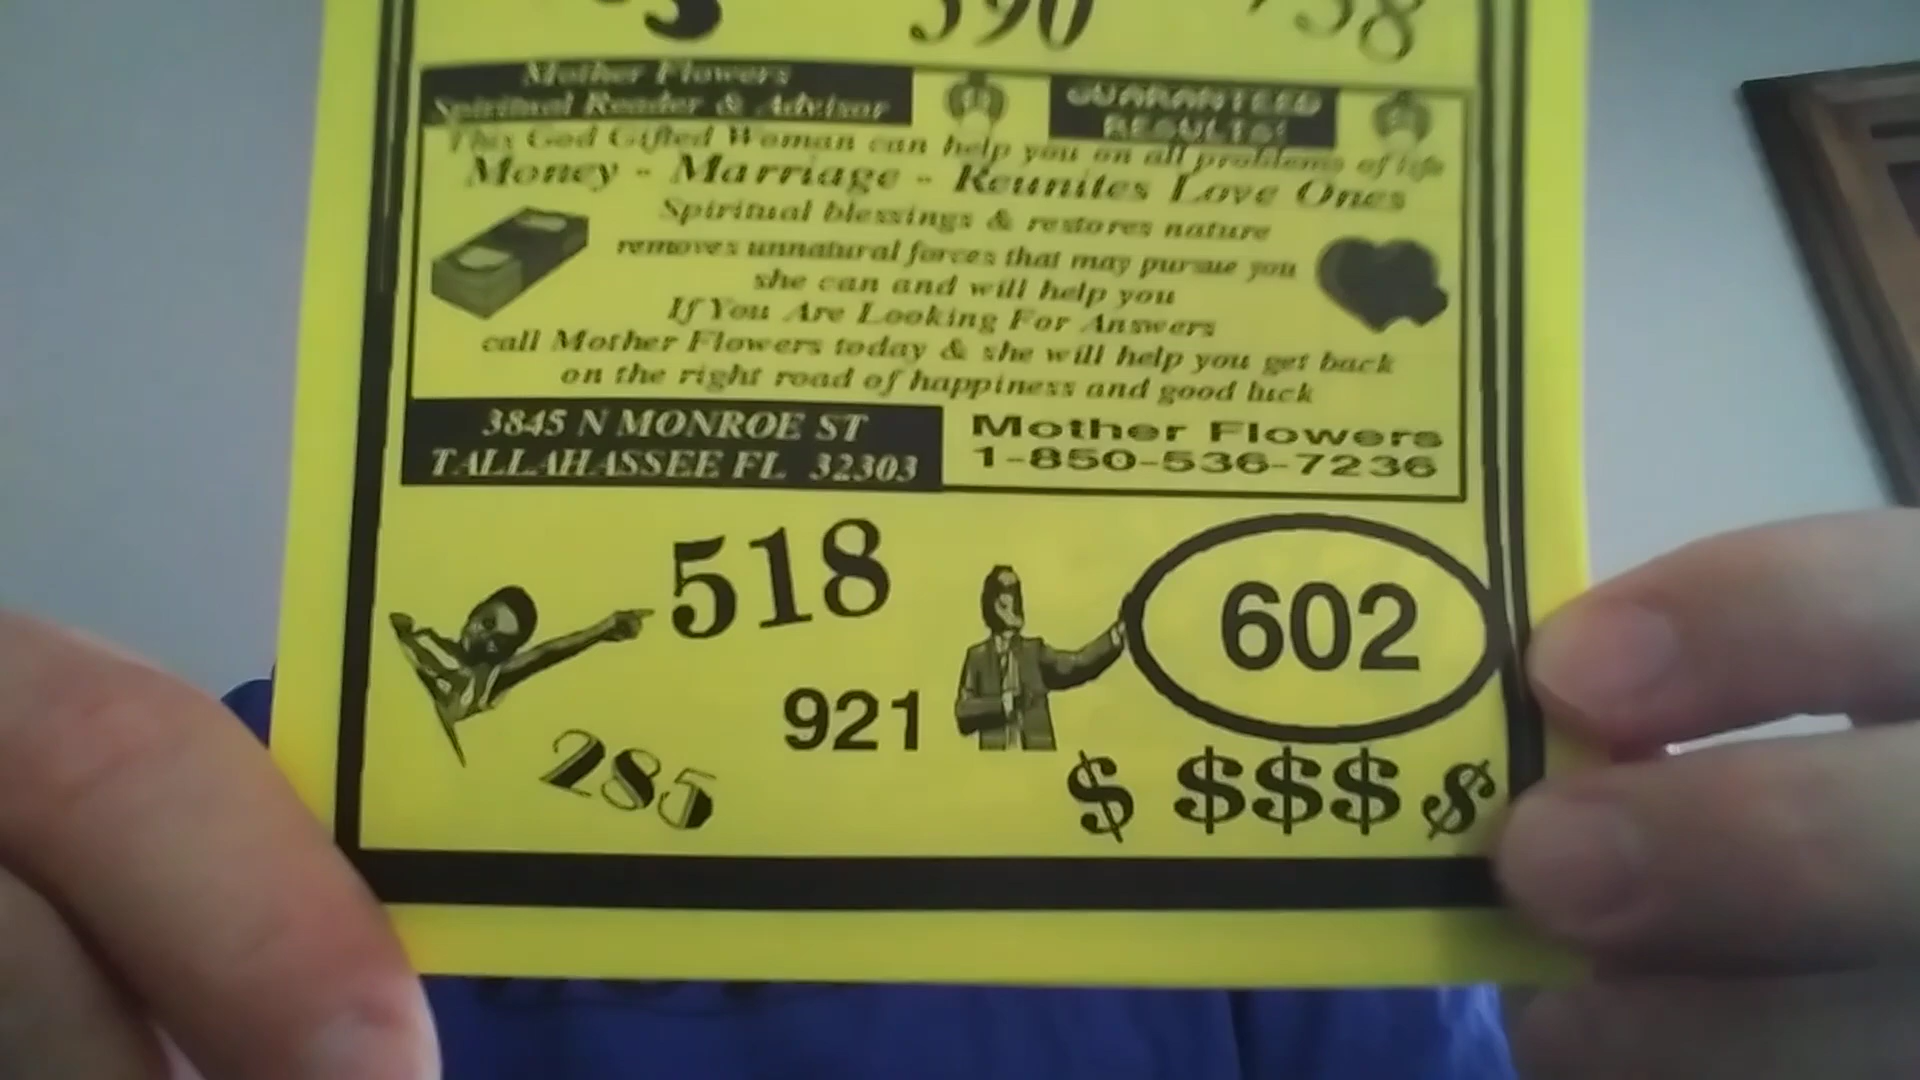 390
Mother Flowers
Spiritual Reader & Advisor
GUARANTEED
RESULTS!
This God Gifted Woman can help you on all problems of life
Money - Marriage - Reunites Love Ones
Spiritual blessings & restores nature
removes unnatural forces that may pursue you
she can and will help you
If You Are Looking For Answers
call Mother Flowers today & she will help you get back
on the right road of happiness and good luck
3845 N MONROE ST
TALLAHASSEE FL 32303
Mother Flowers
1-850-536-7236
518
602
921
285
$ $$$ $